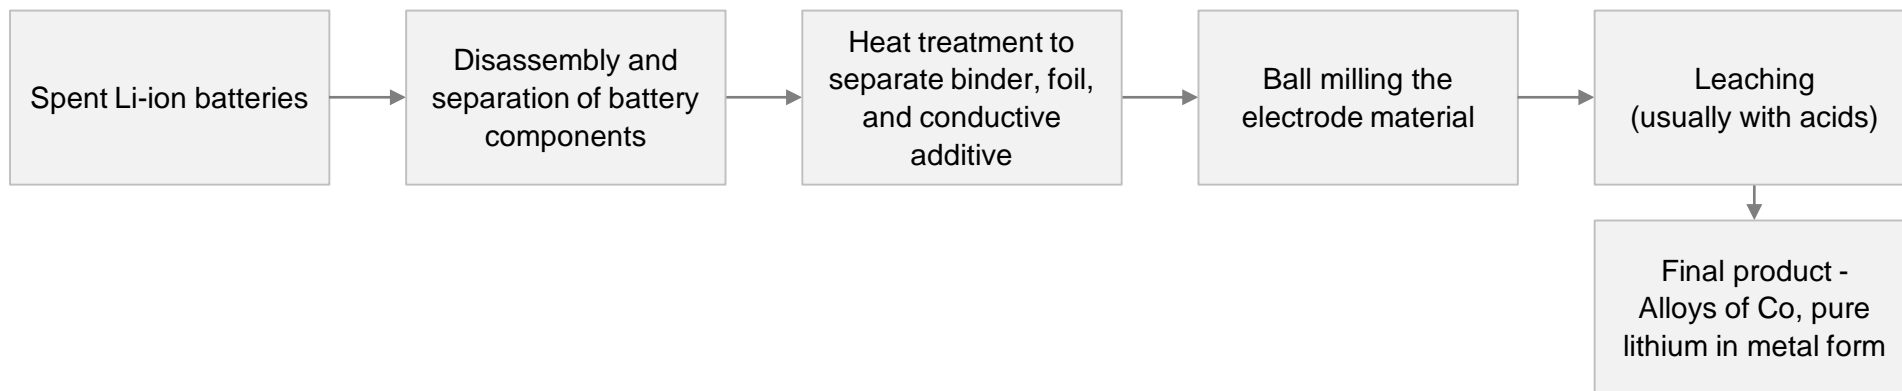 Spent Li-ion batteries
Disassembly and
separation of battery
components
Heat treatment to
separate binder, foil,
and conductive
additive
Ball milling the
electrode material
Leaching
(usually with acids)
Final product -
Alloys of Co, pure
lithium in metal form